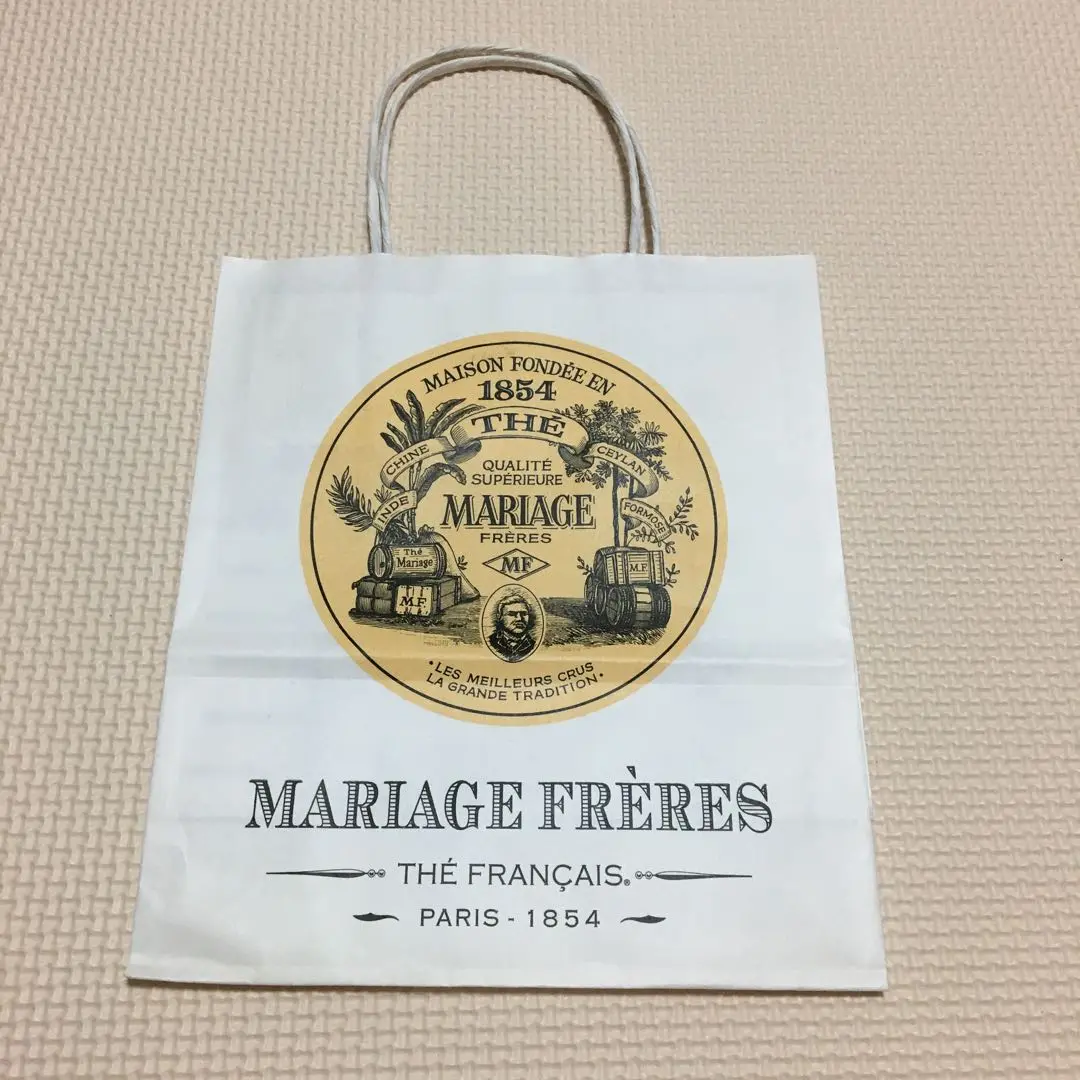 MAISON FONDÉE EN
1854
THÉ
CHINE
CEYLAN
INDE
FORMOSE
QUALITÉ
SUPÉRIEURE
MARIAGE
FRÈRES
MF
Thé
Mariage
M.F.
M.F.
•LES MEILLEURS CRUS
LA GRANDE TRADITION•
MARIAGE FRÈRES
THÉ FRANÇAIS®
PARIS - 1854